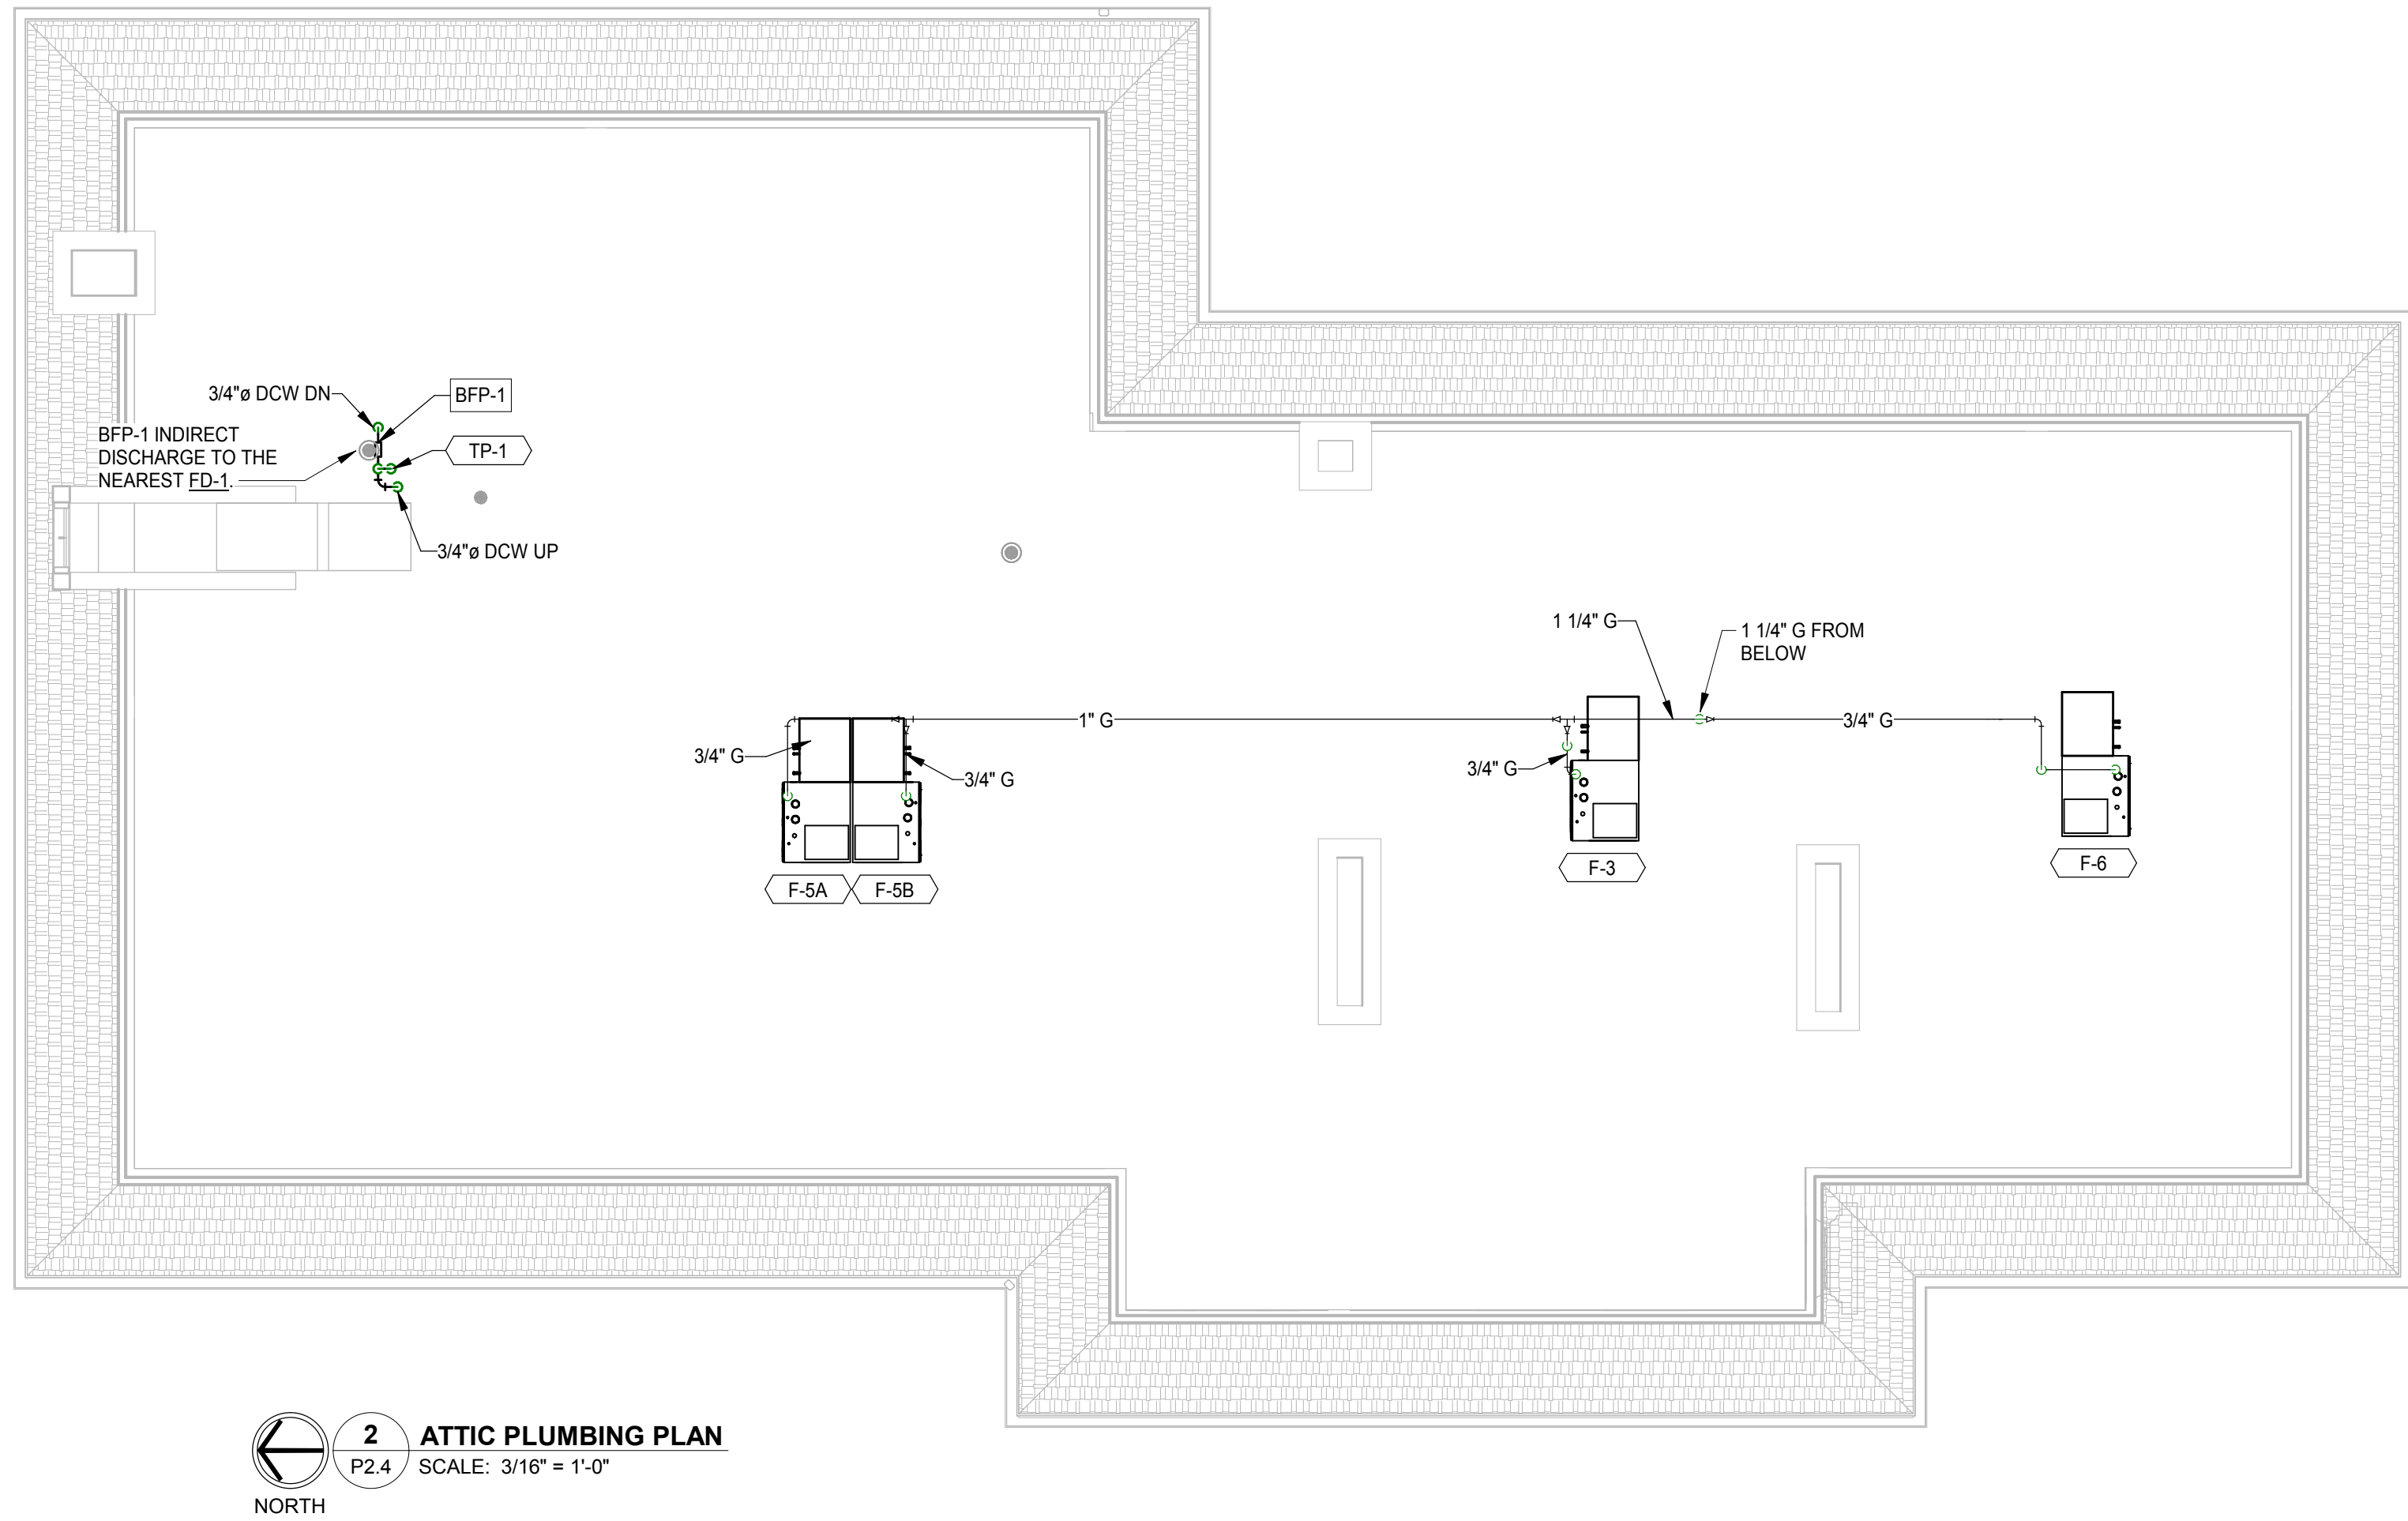 3/4"ø DCW DN
BFP-1
BFP-1 INDIRECT
DISCHARGE TO THE
NEAREST FD-1.
TP-1
3/4"ø DCW UP
1 1/4" G
1 1/4" G FROM
BELOW
1" G
3/4" G
3/4" G
3/4" G
3/4" G
F-5A
F-5B
F-3
F-6
2
P2.4
ATTIC PLUMBING PLAN
SCALE: 3/16" = 1'-0"
NORTH